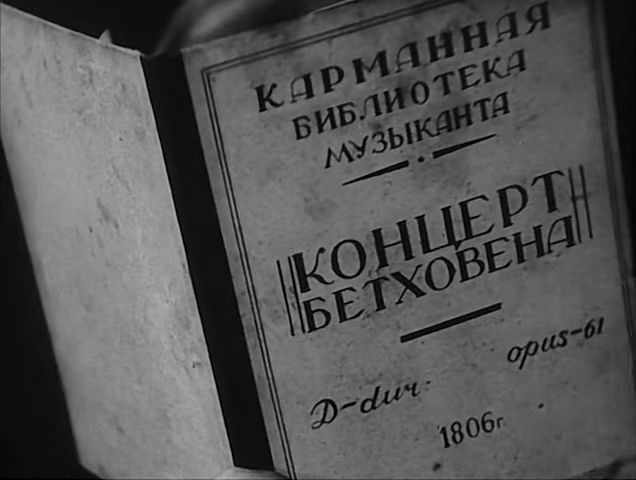 КАРМАННАЯ
БИБЛИОТЕКА
МУЗЫКАНТА
КОНЦЕРТ
БЕТХОВЕНА
D-dur. opus-61
1806г.